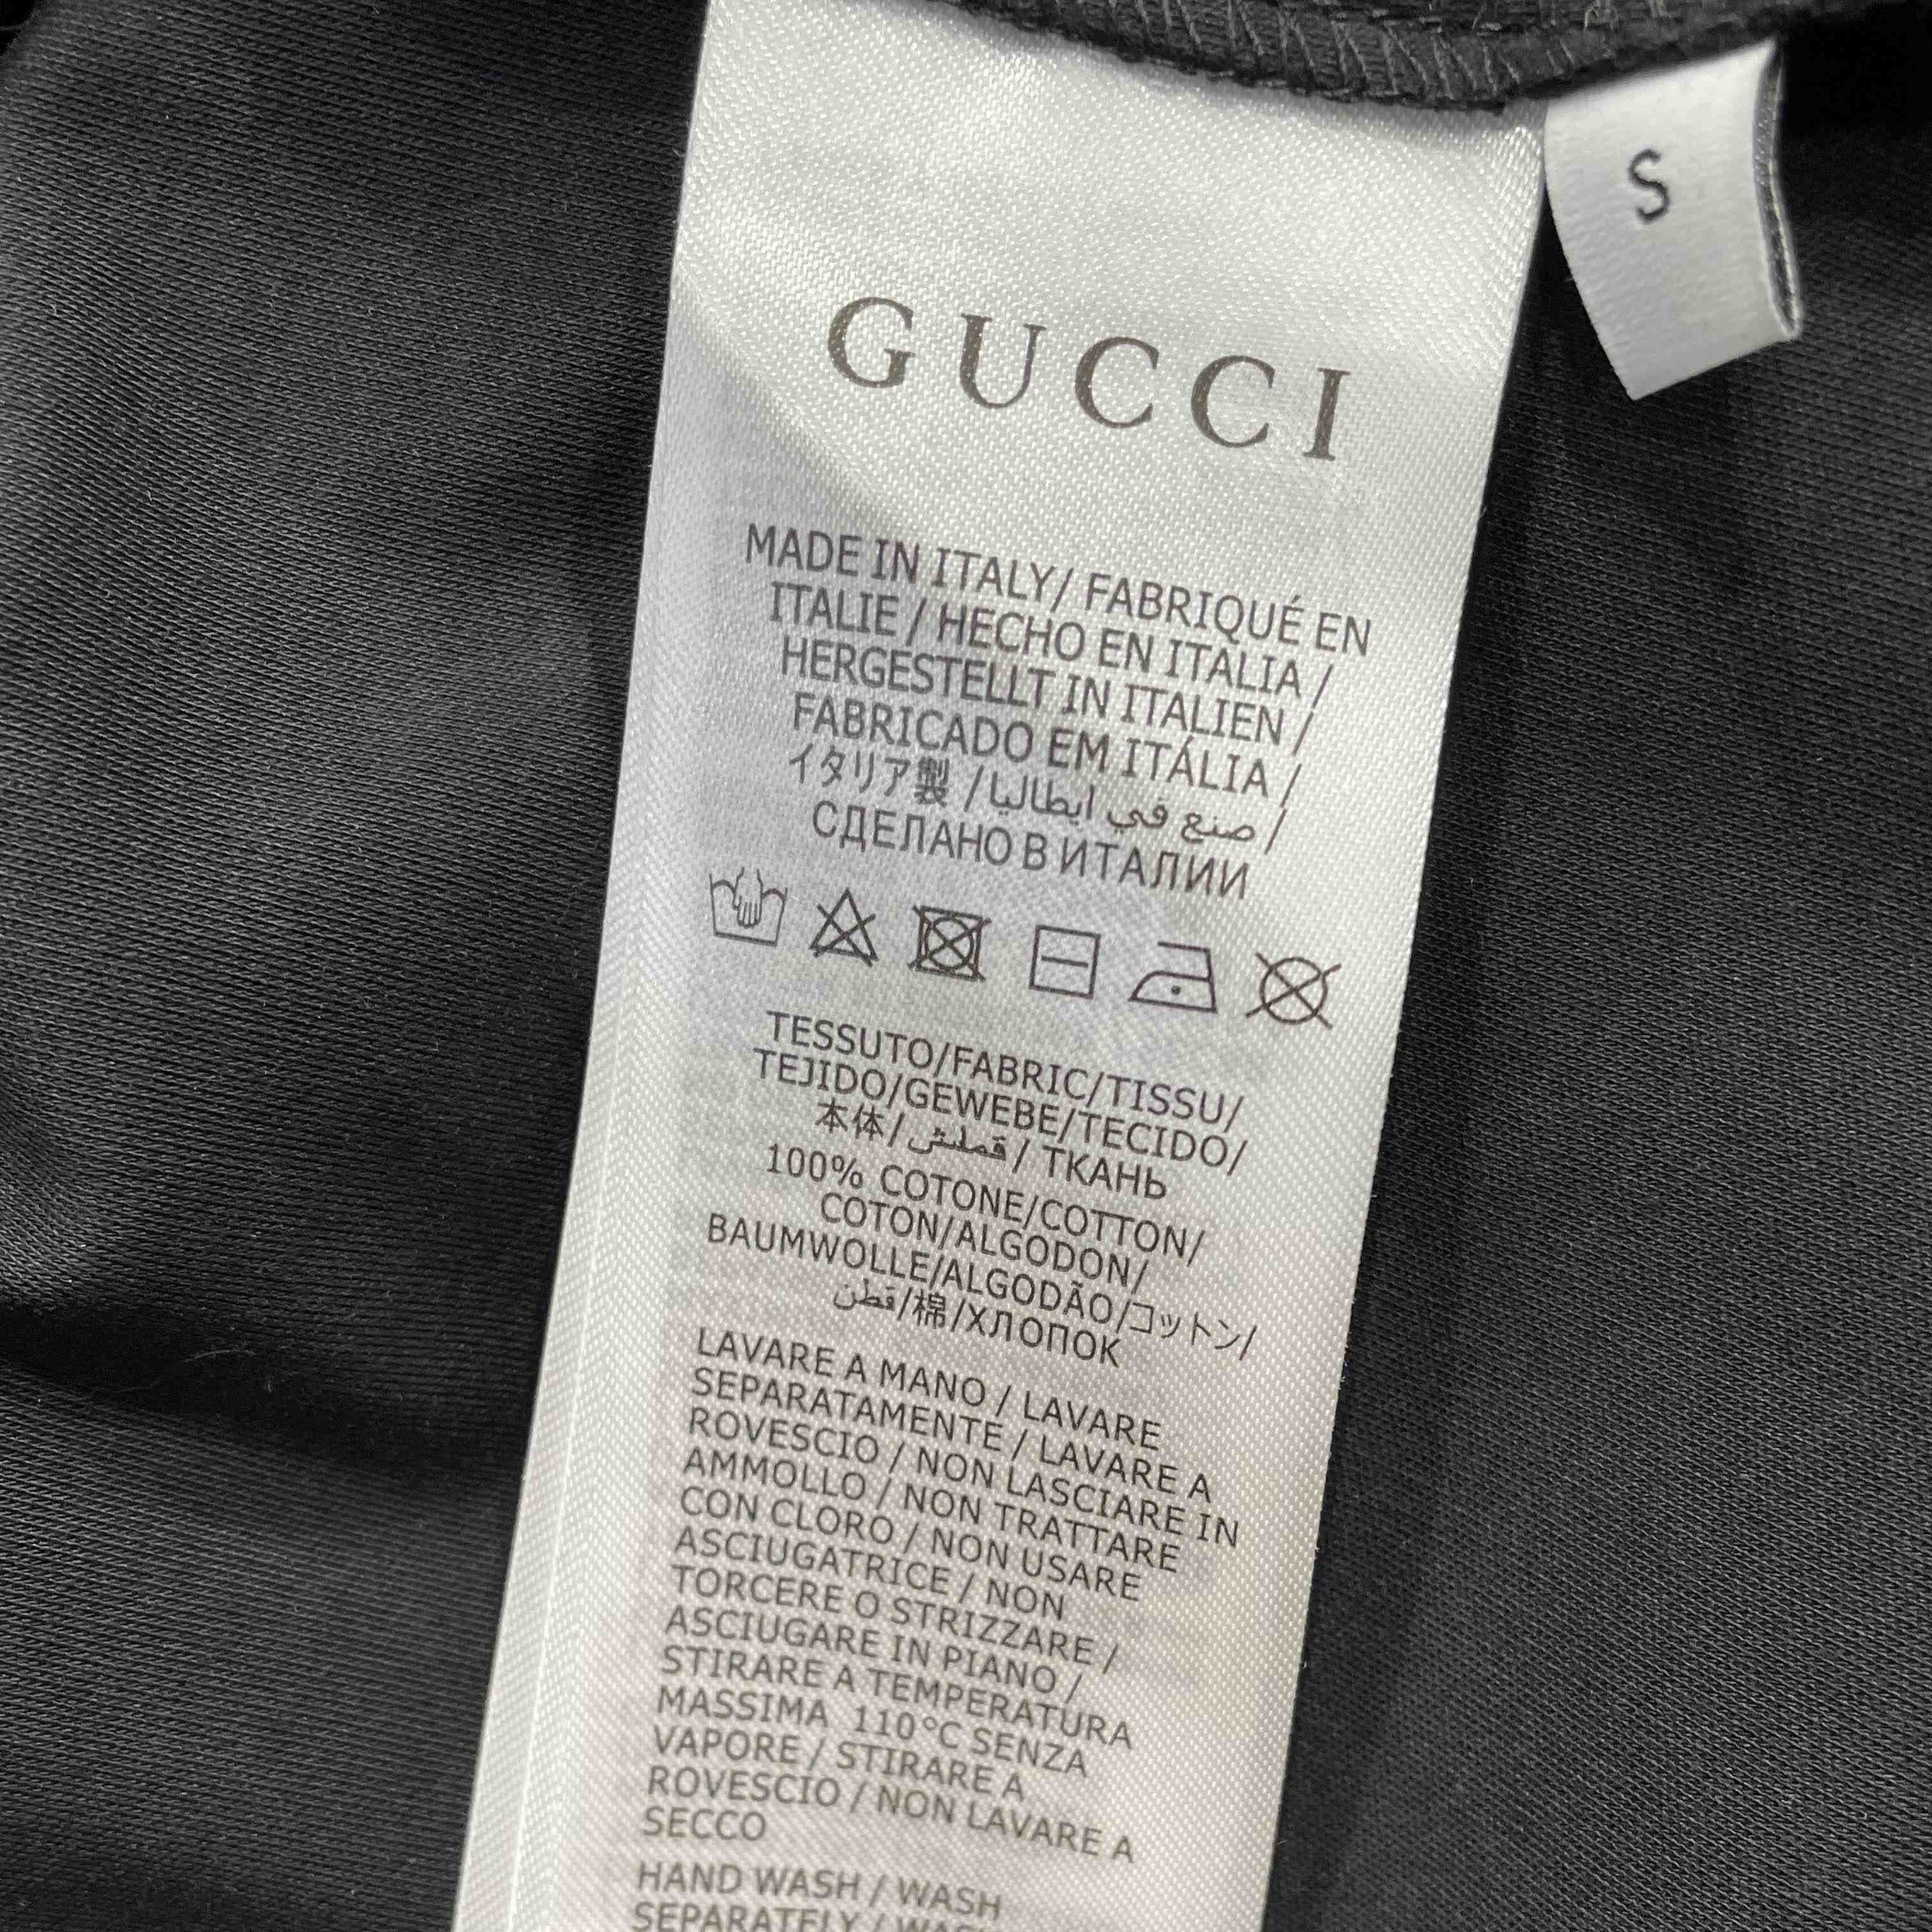 S
GUCCI
MADE IN ITALY/ FABRIQUÉ EN
ITALIE / HECHO EN ITALIA /
HERGESTELLT IN ITALIEN /
FABRICADO EM ITÁLIA /
イタリア製 / صنع في ايطاليا /
СДЕЛАНО В ИТАЛИИ
TESSUTO/FABRIC/TISSU/
TEJIDO/GEWEBE/TECIDO/
本体/قملش/ ТКАНЬ
100% COTONE/COTTON/
COTON/ALGODON/
BAUMWOLLE/ALGODÃO/コットン/
قطن/棉/ХЛОПОК
LAVARE A MANO / LAVARE
SEPARATAMENTE / LAVARE A
ROVESCIO / NON LASCIARE IN
AMMOLLO / NON TRATTARE
CON CLORO / NON USARE
ASCIUGATRICE / NON
TORCERE O STRIZZARE /
ASCIUGARE IN PIANO /
STIRARE A TEMPERATURA
MASSIMA 110°C SENZA
VAPORE / STIRARE A
ROVESCIO / NON LAVARE A
SECCO
HAND WASH / WASH
SEPARATELY /